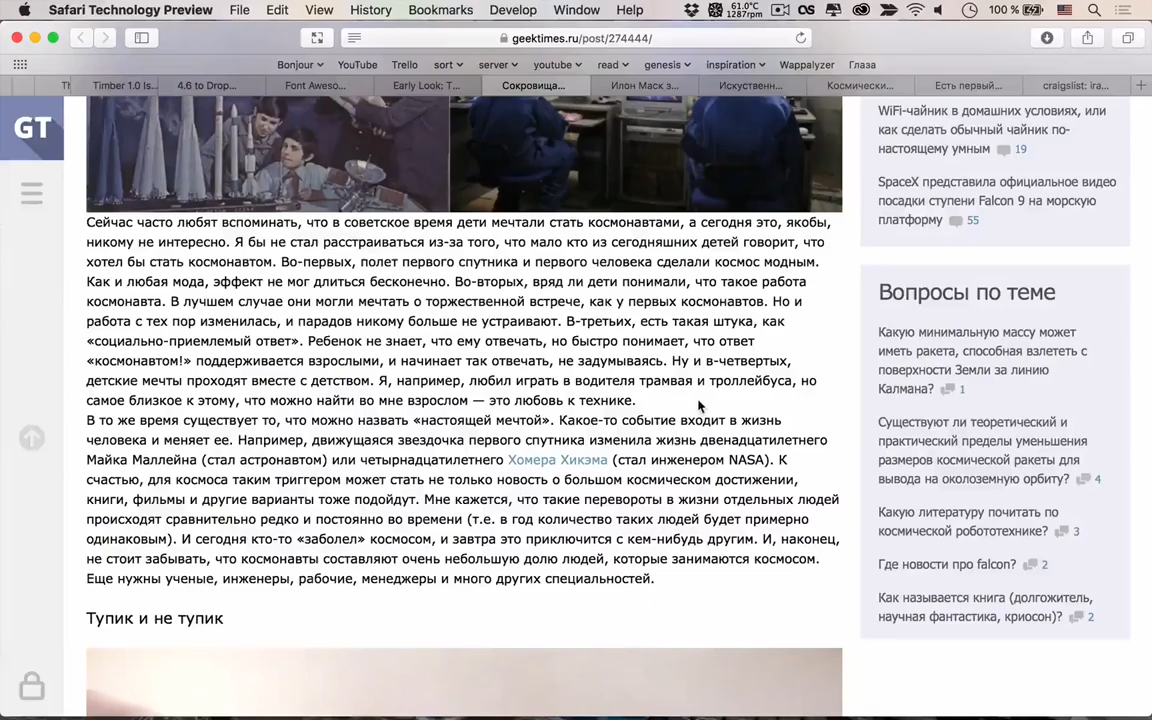 Safari Technology Preview File Edit View History Bookmarks Develop Window Help 61.0°C 1287rpm 100 %
geektimes.ru/post/274444/
Bonjour YouTube Trello sort server youtube read genesis inspiration Wappalyzer Глаза
Timber 1.0 Is... 4.6 to Drop... Font Aweso... Early Look: T... Сокровища... Илон Маск з... Искуственн... Космически... Есть первый... craigslist: ira...
GT
Сейчас часто любят вспоминать, что в советское время дети мечтали стать космонавтами, а сегодня это, якобы,
никому не интересно. Я бы не стал расстраиваться из-за того, что мало кто из сегодняшних детей говорит, что
хотел бы стать космонавтом. Во-первых, полет первого спутника и первого человека сделали космос модным.
Как и любая мода, эффект не мог длиться бесконечно. Во-вторых, вряд ли дети понимали, что такое работа
космонавта. В лучшем случае они могли мечтать о торжественной встрече, как у первых космонавтов. Но и
работа с тех пор изменилась, и парадов никому больше не устраивают. В-третьих, есть такая штука, как
«социально-приемлемый ответ». Ребенок не знает, что ему отвечать, но быстро понимает, что ответ
«космонавтом!» поддерживается взрослыми, и начинает так отвечать, не задумываясь. Ну и в-четвертых,
детские мечты проходят вместе с детством. Я, например, любил играть в водителя трамвая и троллейбуса, но
самое близкое к этому, что можно найти во мне взрослом — это любовь к технике.
В то же время существует то, что можно назвать «настоящей мечтой». Какое-то событие входит в жизнь
человека и меняет ее. Например, движущаяся звездочка первого спутника изменила жизнь двенадцатилетнего
Майка Маллейна (стал астронавтом) или четырнадцатилетнего Хомера Хикэма (стал инженером NASA). К
счастью, для космоса таким триггером может стать не только новость о большом космическом достижении,
книги, фильмы и другие варианты тоже подойдут. Мне кажется, что такие перевороты в жизни отдельных людей
происходят сравнительно редко и постоянно во времени (т.е. в год количество таких людей будет примерно
одинаковым). И сегодня кто-то «заболел» космосом, и завтра это приключится с кем-нибудь другим. И, наконец,
не стоит забывать, что космонавты составляют очень небольшую долю людей, которые занимаются космосом.
Еще нужны ученые, инженеры, рабочие, менеджеры и много других специальностей.
Тупик и не тупик
WiFi-чайник в домашних условиях, или
как сделать обычный чайник по-
настоящему умным 19
SpaceX представила официальное видео
посадки ступени Falcon 9 на морскую
платформу 55
Вопросы по теме
Какую минимальную массу может
иметь ракета, способная взлететь с
поверхности Земли за линию
Калмана? 1
Существуют ли теоретический и
практический пределы уменьшения
размеров космической ракеты для
вывода на околоземную орбиту? 4
Какую литературу почитать по
космической робототехнике? 3
Где новости про falcon? 2
Как называется книга (долгожитель,
научная фантастика, криосон)? 2